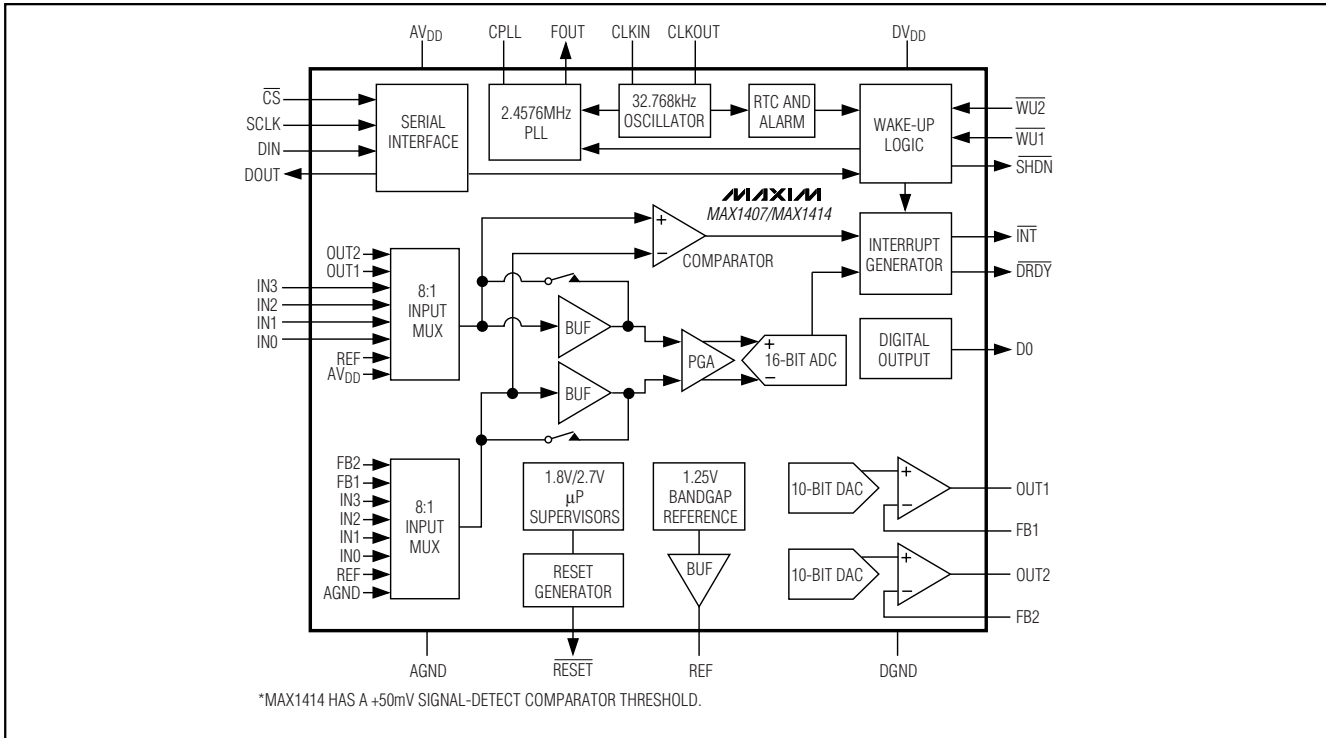 AVDD CPLL FOUT CLKIN CLKOUT DVDD
CS
SCLK
DIN
DOUT
SERIAL
INTERFACE
2.4576MHz
PLL
32.768kHz
OSCILLATOR
RTC AND
ALARM
WAKE-UP
LOGIC
WU2
WU1
SHDN
MAXIM
MAX1407/MAX1414
+
−
COMPARATOR
INTERRUPT
GENERATOR
INT
DRDY
OUT2
OUT1
IN3
IN2
IN1
IN0
REF
AVDD
8:1
INPUT
MUX
BUF
BUF
PGA
+
−
16-BIT ADC
DIGITAL
OUTPUT
D0
FB2
FB1
IN3
IN2
IN1
IN0
REF
AGND
8:1
INPUT
MUX
1.8V/2.7V
μP
SUPERVISORS
RESET
GENERATOR
1.25V
BANDGAP
REFERENCE
BUF
10-BIT DAC
+
−
OUT1
FB1
10-BIT DAC
+
−
OUT2
FB2
AGND RESET REF DGND
*MAX1414 HAS A +50mV SIGNAL-DETECT COMPARATOR THRESHOLD.